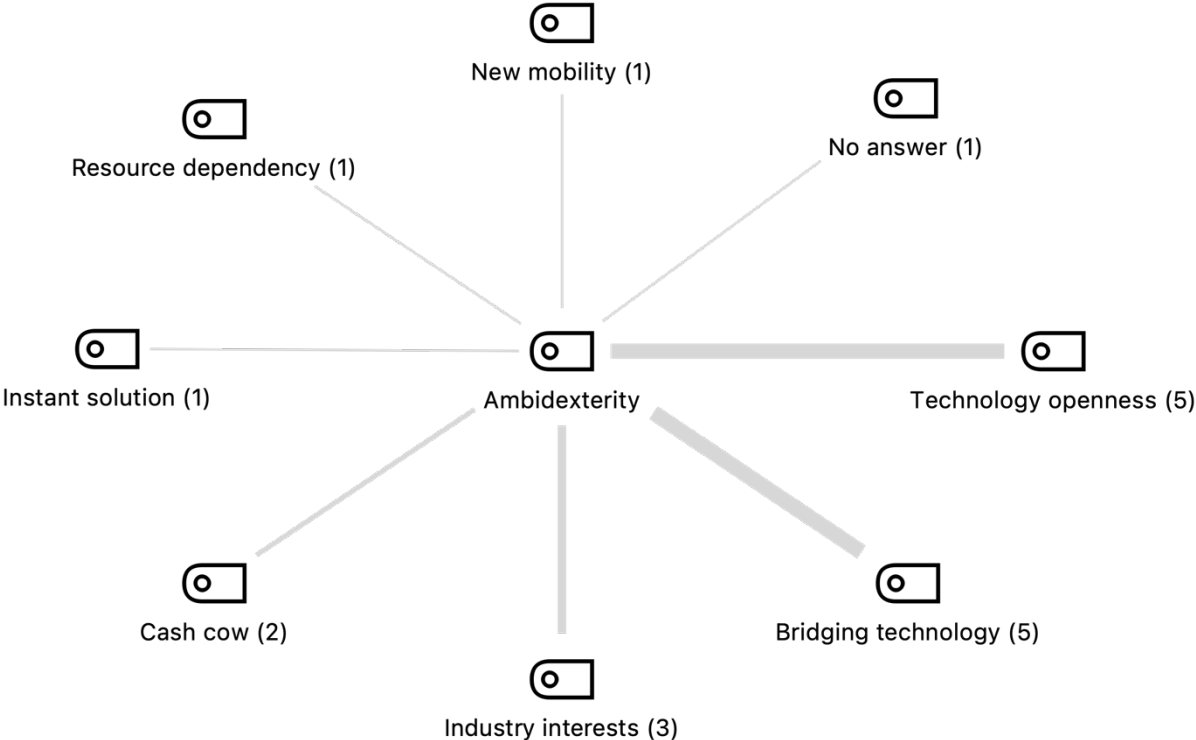 New mobility (1)
No answer (1)
Resource dependency (1)
Instant solution (1)
Ambidexterity
Technology openness (5)
Cash cow (2)
Bridging technology (5)
Industry interests (3)